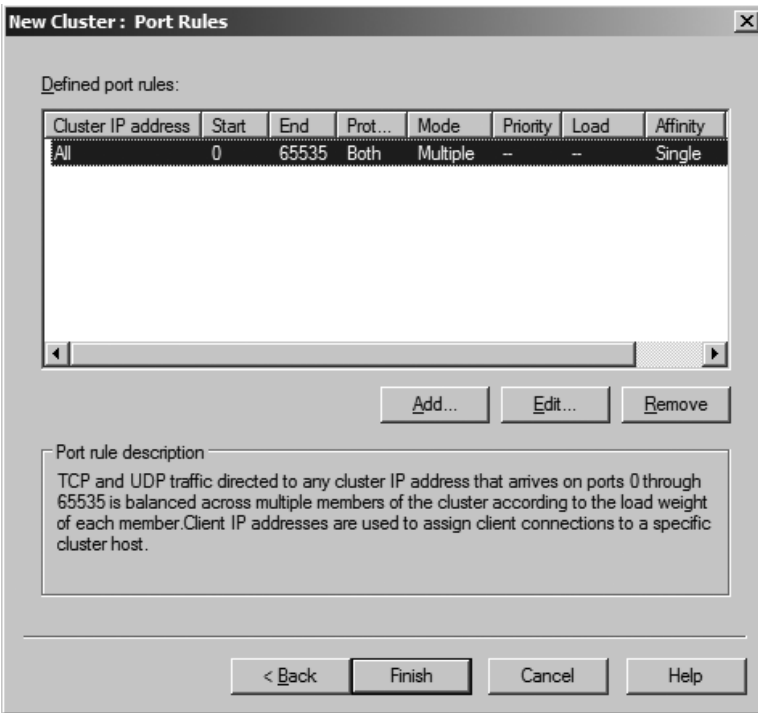 New Cluster : Port Rules
Defined port rules:
Cluster IP address Start End Prot... Mode Priority Load Affinity
All 0 65535 Both Multiple -- -- Single
Add... Edit... Remove
Port rule description
TCP and UDP traffic directed to any cluster IP address that arrives on ports 0 through
65535 is balanced across multiple members of the cluster according to the load weight
of each member.Client IP addresses are used to assign client connections to a specific
cluster host.
< Back Finish Cancel Help